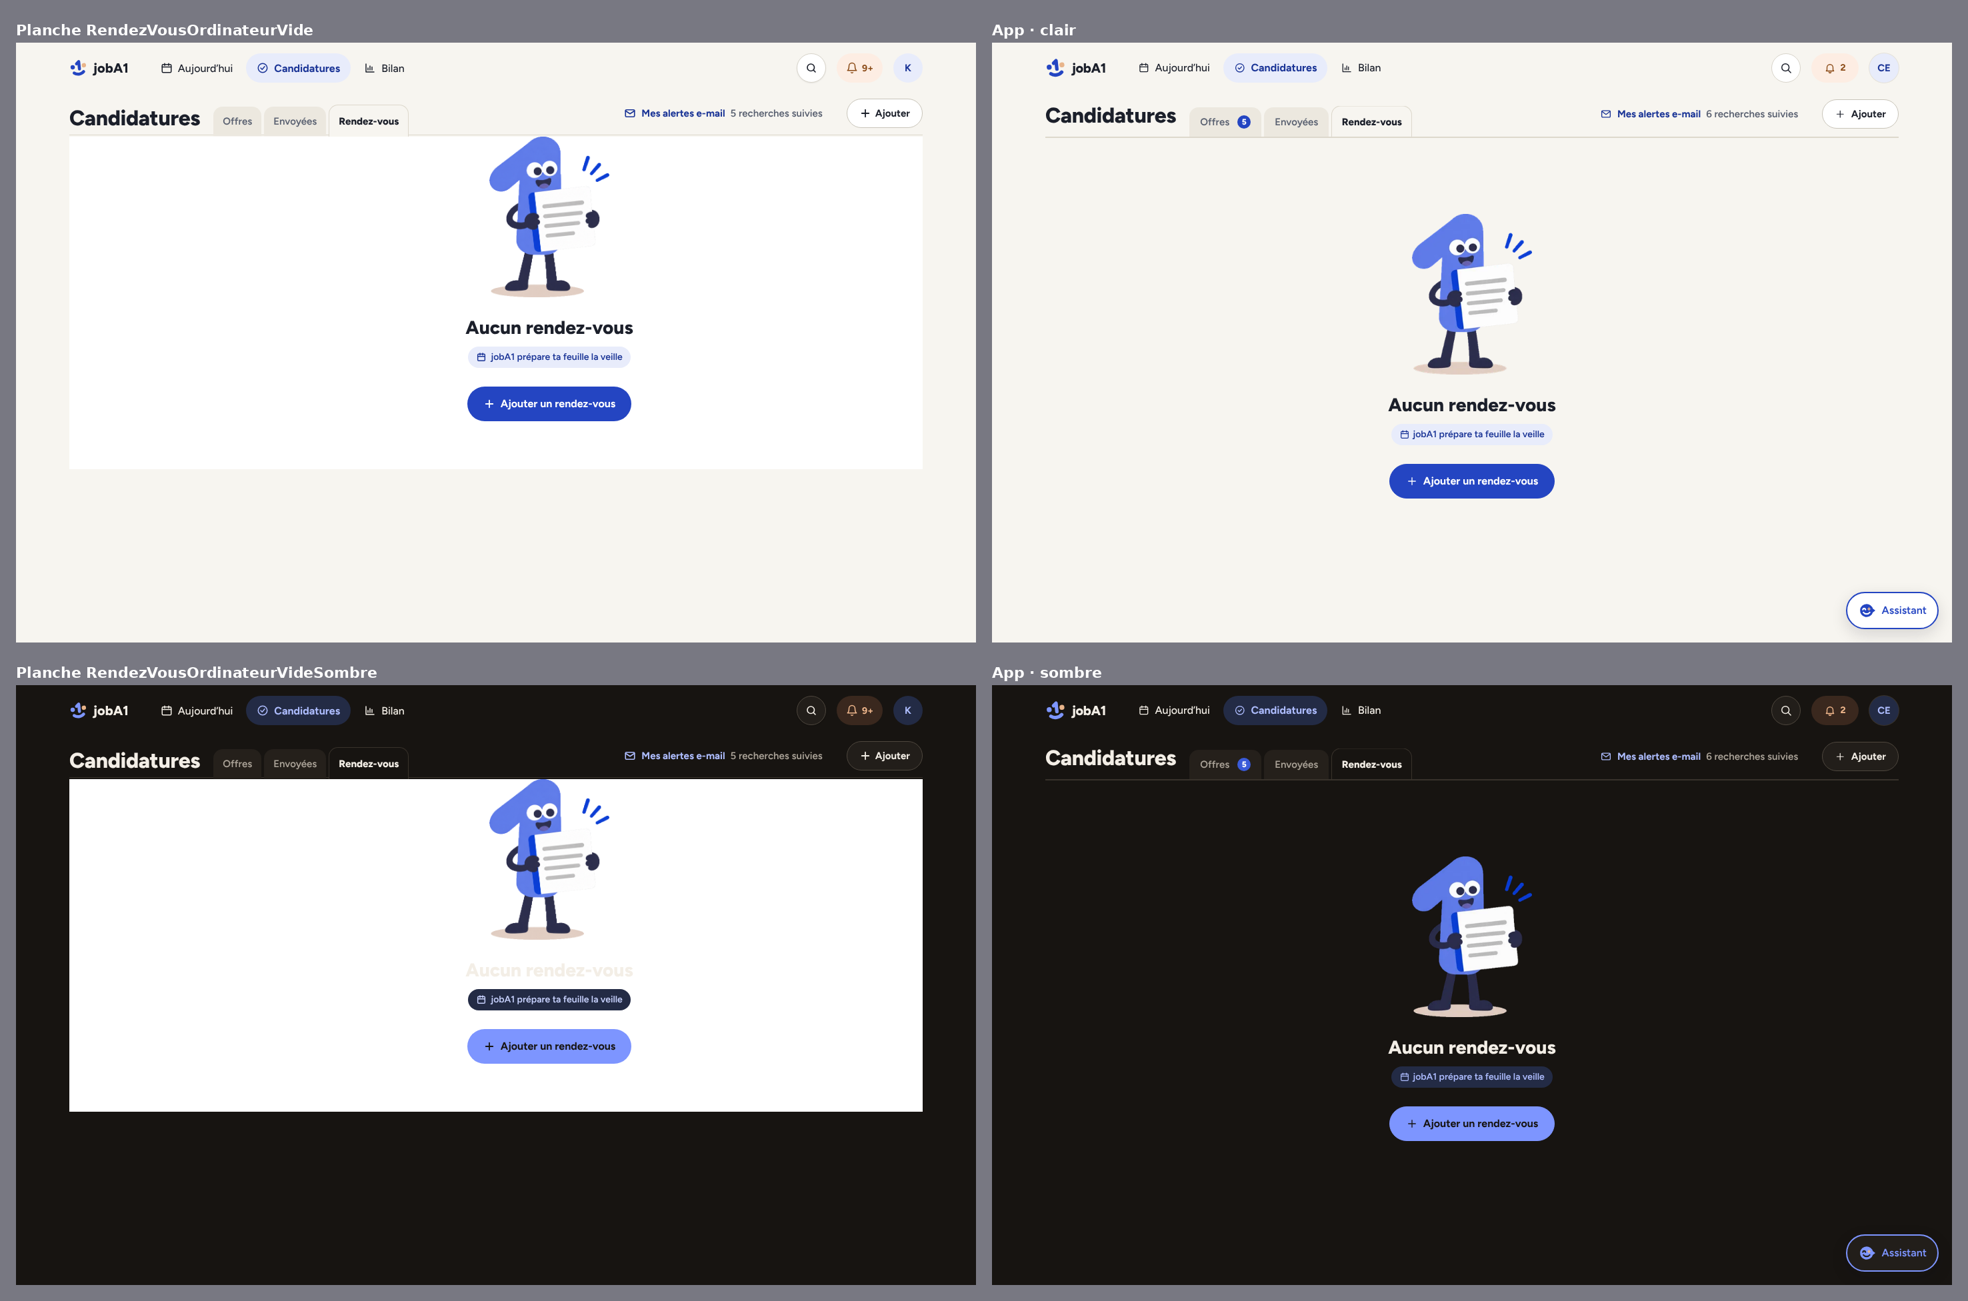 Planche RendezVousOrdinateurVide
jobA1 Aujourd'hui Candidatures Bilan 9+ K
Candidatures Offres Envoyées Rendez-vous Mes alertes e-mail 5 recherches suivies Ajouter
Aucun rendez-vous
jobA1 prépare ta feuille la veille
Ajouter un rendez-vous
App · clair
jobA1 Aujourd'hui Candidatures Bilan 2 CE
Candidatures Offres 5 Envoyées Rendez-vous Mes alertes e-mail 6 recherches suivies Ajouter
Aucun rendez-vous
jobA1 prépare ta feuille la veille
Ajouter un rendez-vous
Assistant
Planche RendezVousOrdinateurVideSombre
jobA1 Aujourd'hui Candidatures Bilan 9+ K
Candidatures Offres Envoyées Rendez-vous Mes alertes e-mail 5 recherches suivies Ajouter
Aucun rendez-vous
jobA1 prépare ta feuille la veille
Ajouter un rendez-vous
App · sombre
jobA1 Aujourd'hui Candidatures Bilan 2 CE
Candidatures Offres 5 Envoyées Rendez-vous Mes alertes e-mail 6 recherches suivies Ajouter
Aucun rendez-vous
jobA1 prépare ta feuille la veille
Ajouter un rendez-vous
Assistant